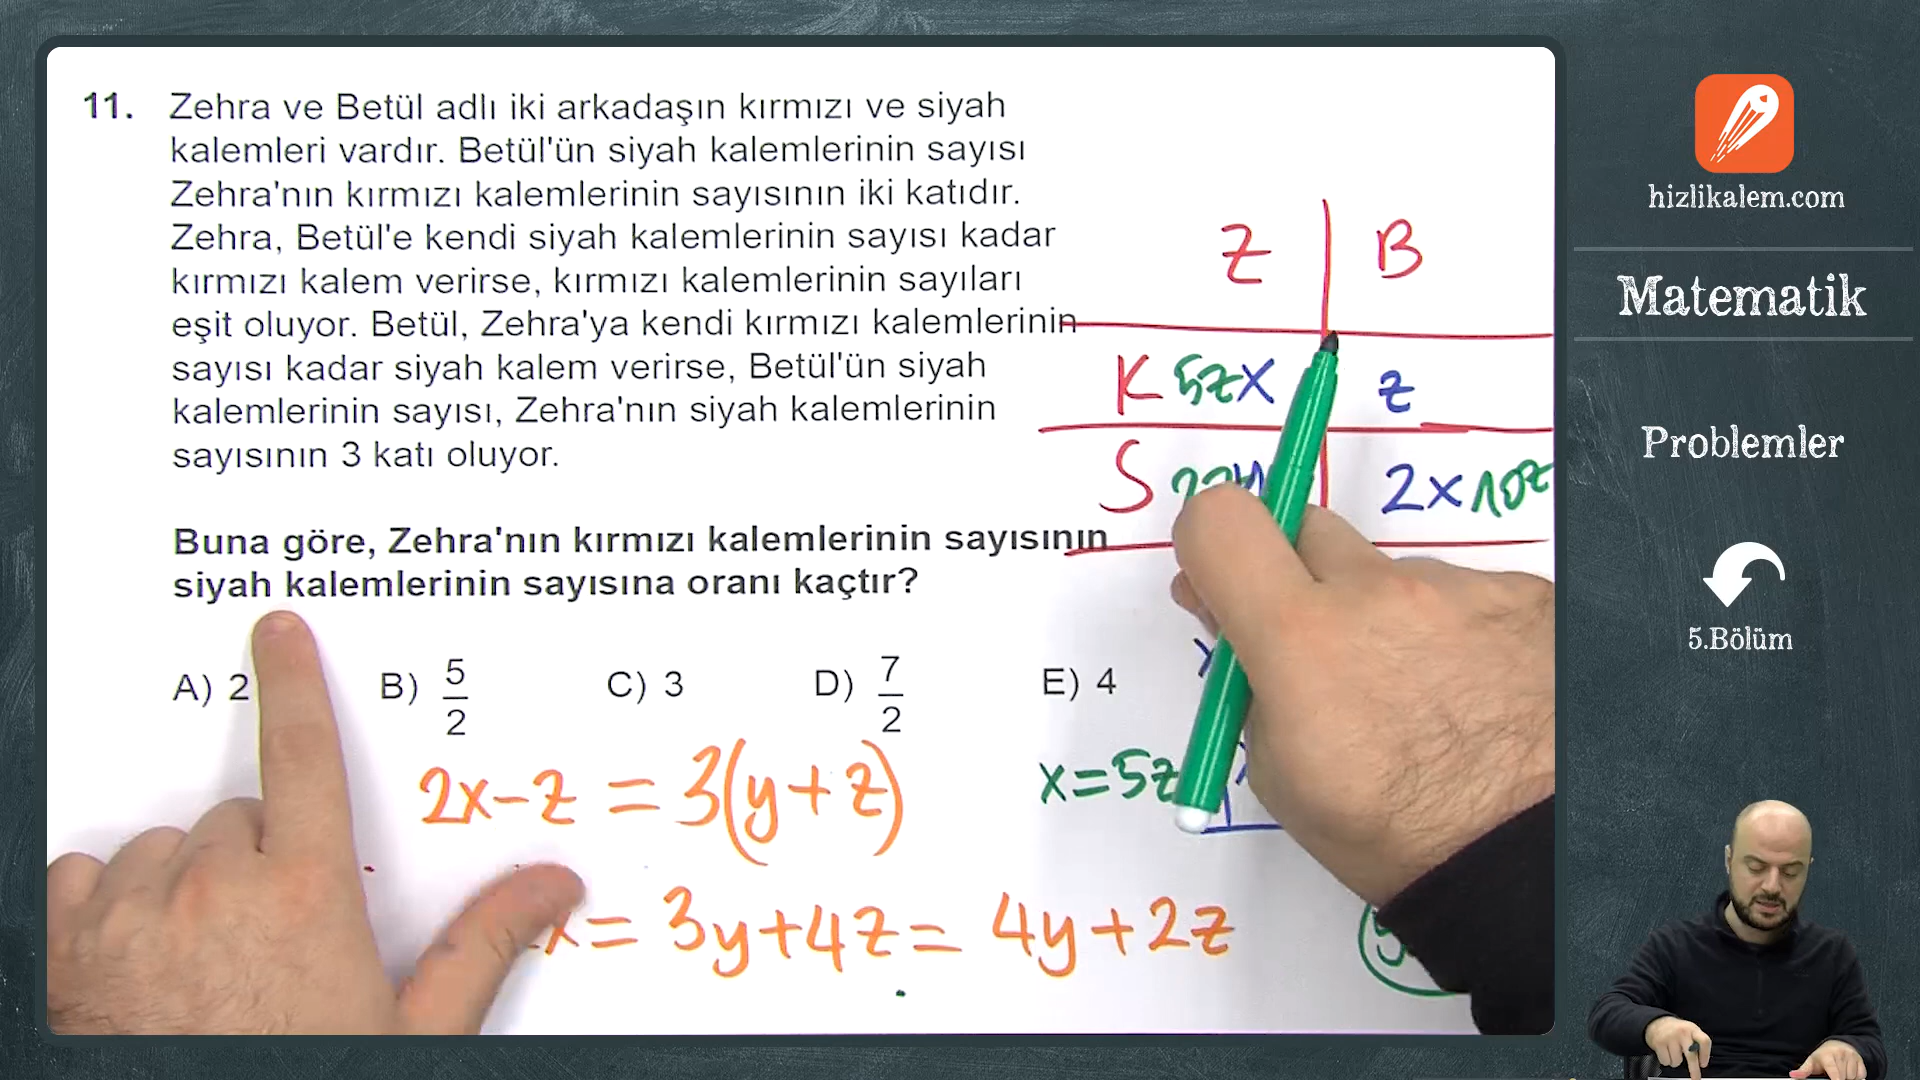 11. Zehra ve Betül adlı iki arkadaşın kırmızı ve siyah
kalemleri vardır. Betül'ün siyah kalemlerinin sayısı
Zehra'nın kırmızı kalemlerinin sayısının iki katıdır.
Zehra, Betül'e kendi siyah kalemlerinin sayısı kadar
kırmızı kalem verirse, kırmızı kalemlerinin sayıları
eşit oluyor. Betül, Zehra'ya kendi kırmızı kalemlerinin
sayısı kadar siyah kalem verirse, Betül'ün siyah
kalemlerinin sayısı, Zehra'nın siyah kalemlerinin
sayısının 3 katı oluyor.
Buna göre, Zehra'nın kırmızı kalemlerinin sayısının
siyah kalemlerinin sayısına oranı kaçtır?
A) 2 B) 5/2 C) 3 D) 7/2 E) 4
Z B
K 5z x z
S 2x 10z
2x-z = 3(y+z)
x=5z
x= 3y+4z = 4y+2z
hizlikalem.com
Matematik
Problemler
5.Bölüm